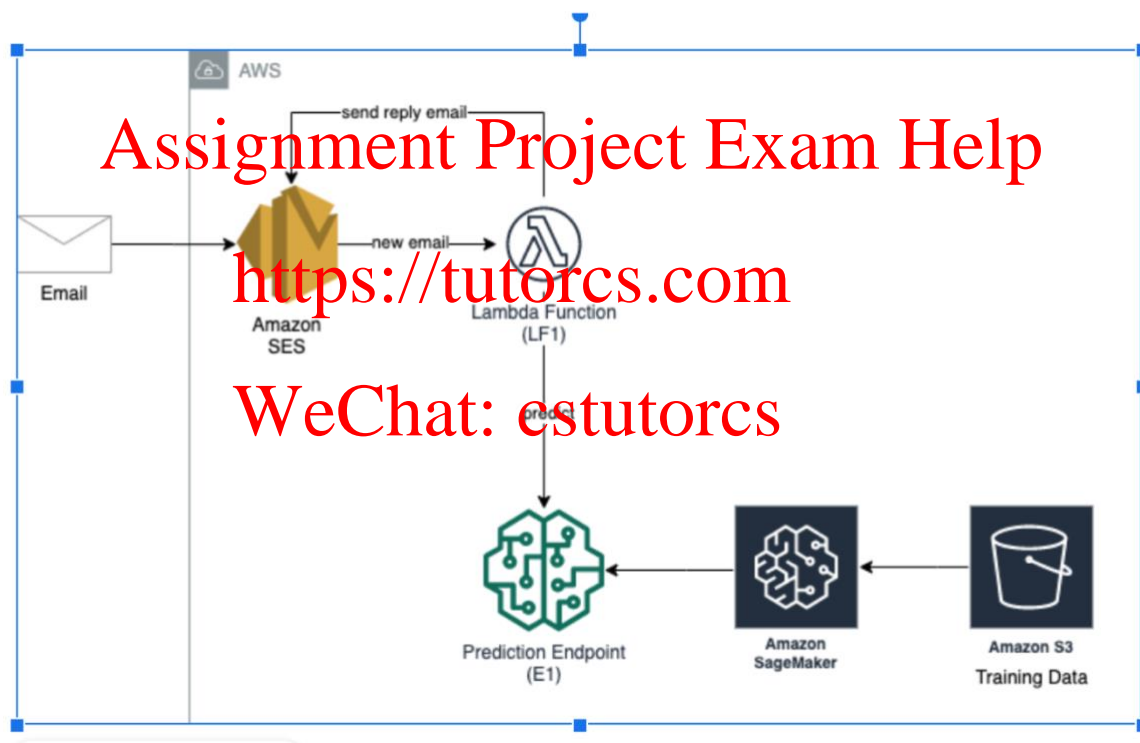 AWS
send reply email
Assignment Project Exam Help
new email
https://tutorcs.com
Email
Lambda Function
(LF1)
Amazon
SES
WeChat: cstutorcs
predict
Prediction Endpoint
(E1)
Amazon
SageMaker
Amazon S3
Training Data